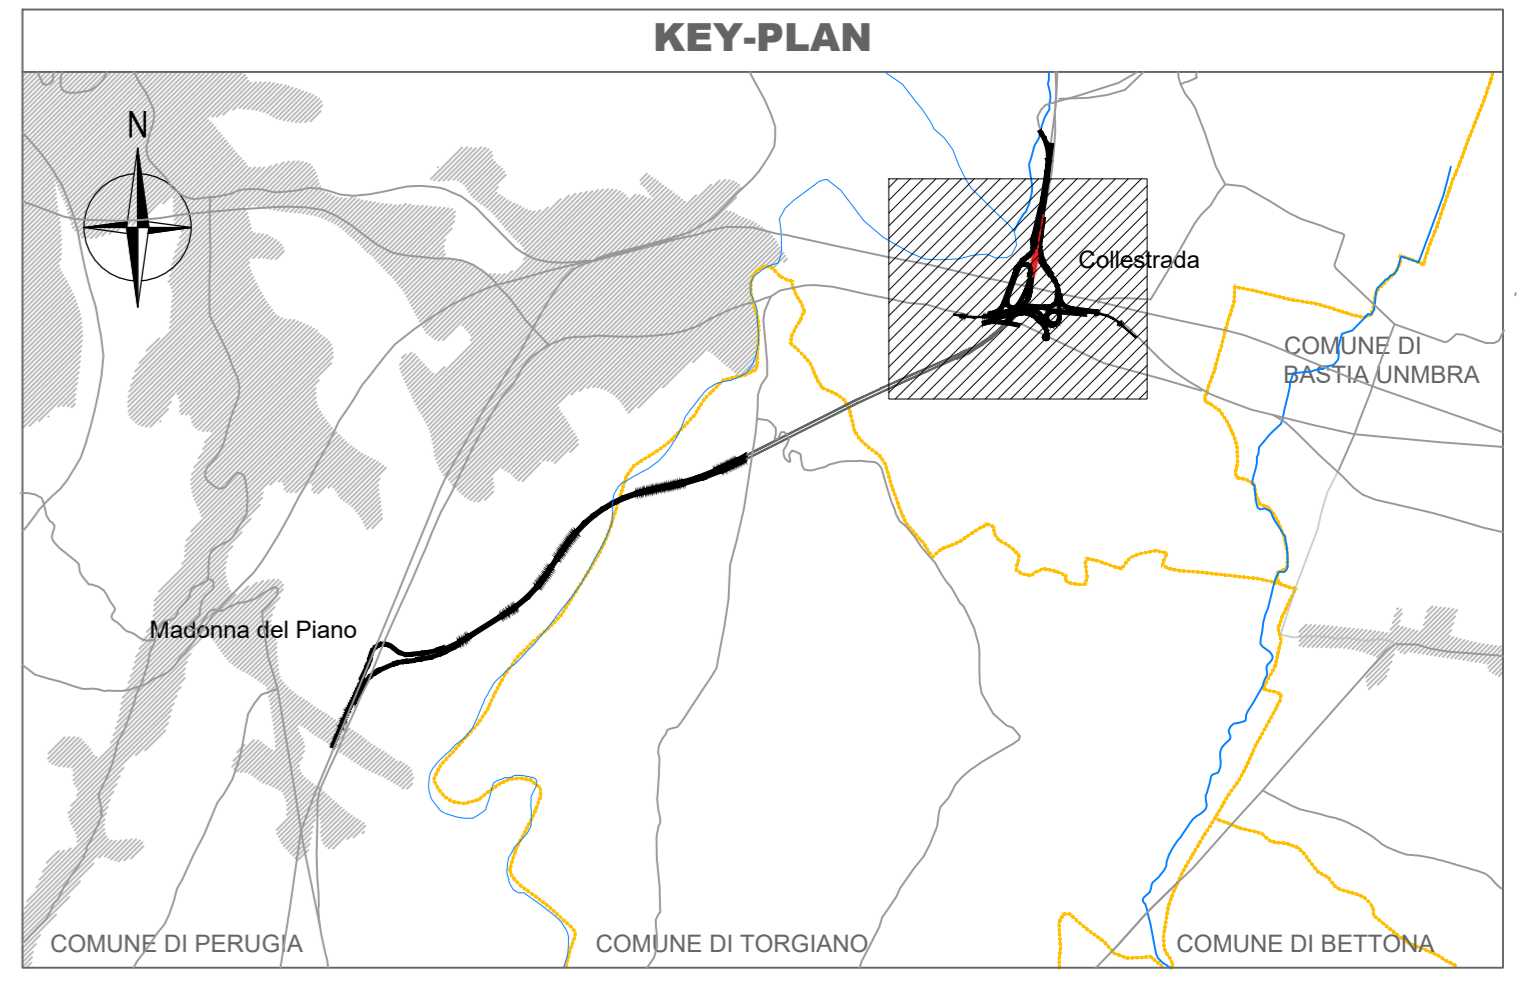 KEY-PLAN
N
Collestrada
COMUNE DI
BASTIA UNMBRA
Madonna del Piano
COMUNE DI PERUGIA
COMUNE DI TORGIANO
COMUNE DI BETTONA